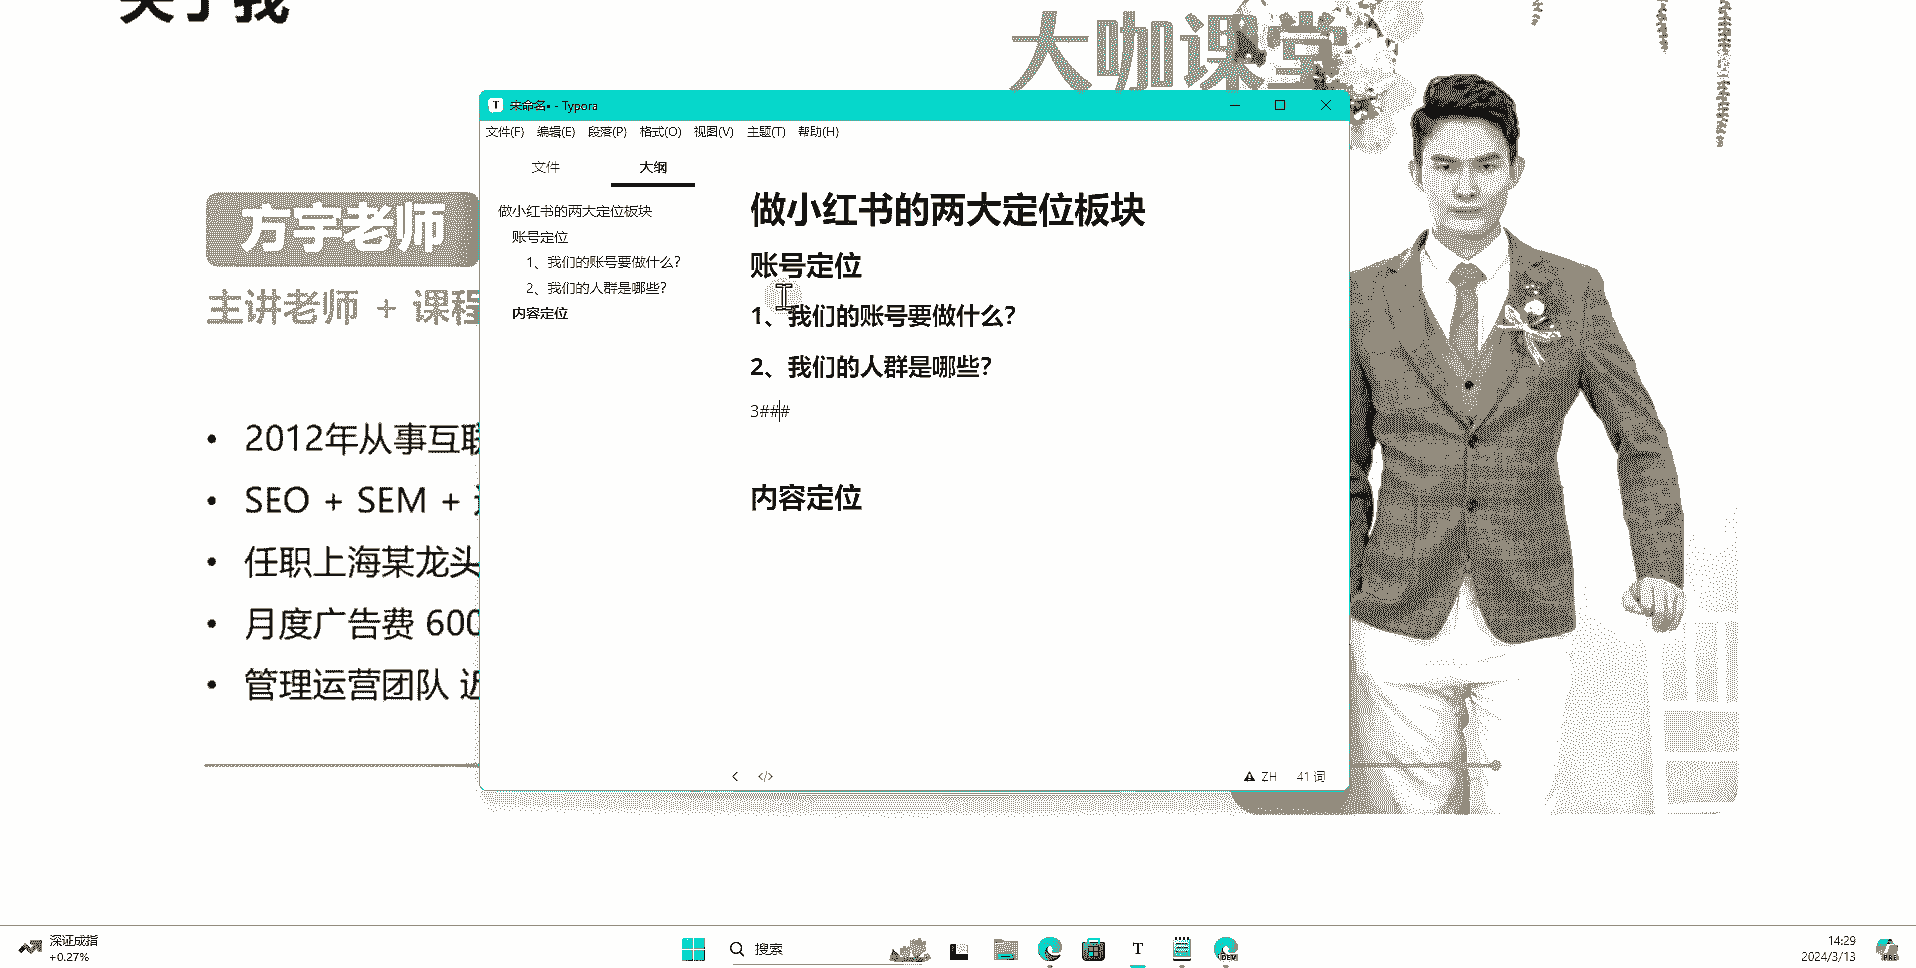 关于我
大咖课堂
方宇老师
主讲老师 + 课程
• 2012年从事互联
• SEO + SEM +
• 任职上海某龙头
• 月度广告费 600
• 管理运营团队 近
T 未命名• - Typora
文件(F) 编辑(E) 段落(P) 格式(O) 视图(V) 主题(T) 帮助(H)
文件 大纲
做小红书的两大定位板块
账号定位
1、我们的账号要做什么?
2、我们的人群是哪些?
内容定位
做小红书的两大定位板块
账号定位
1、我们的账号要做什么?
2、我们的人群是哪些?
3###
内容定位
</> ZH 41 词
深证成指
+0.27%
搜索
T
DEV
14:29
2024/3/13
PRE